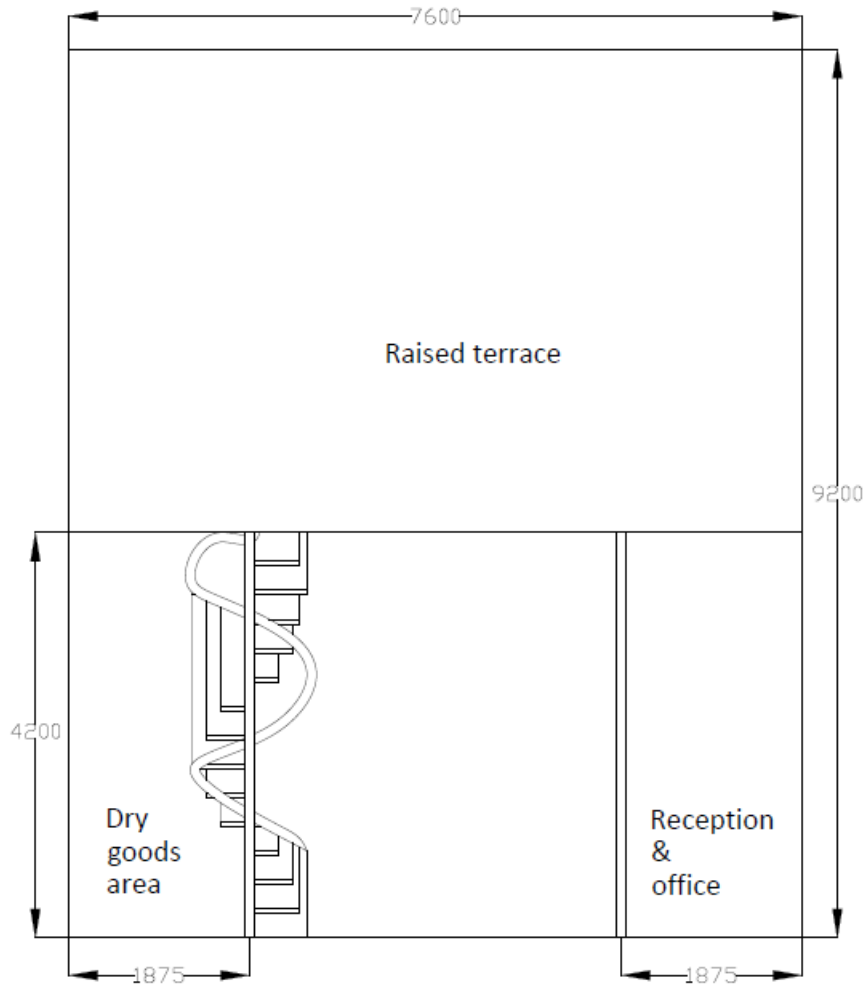 7600
Raised terrace
9200
4200
Dry
goods
area
Reception
&
office
1875
1875